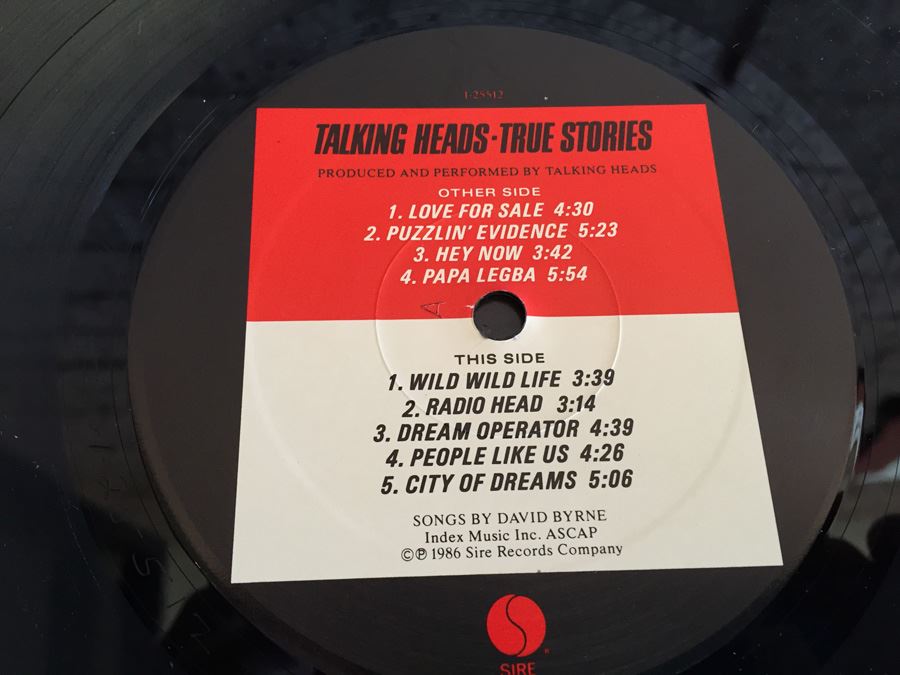 1-25512
TALKING HEADS · TRUE STORIES
PRODUCED AND PERFORMED BY TALKING HEADS
OTHER SIDE
1. LOVE FOR SALE 4:30
2. PUZZLIN' EVIDENCE 5:23
3. HEY NOW 3:42
4. PAPA LEGBA 5:54
A
THIS SIDE
1. WILD WILD LIFE 3:39
2. RADIO HEAD 3:14
3. DREAM OPERATOR 4:39
4. PEOPLE LIKE US 4:26
5. CITY OF DREAMS 5:06
SONGS BY DAVID BYRNE
Index Music Inc. ASCAP
©℗ 1986 Sire Records Company
SIRE